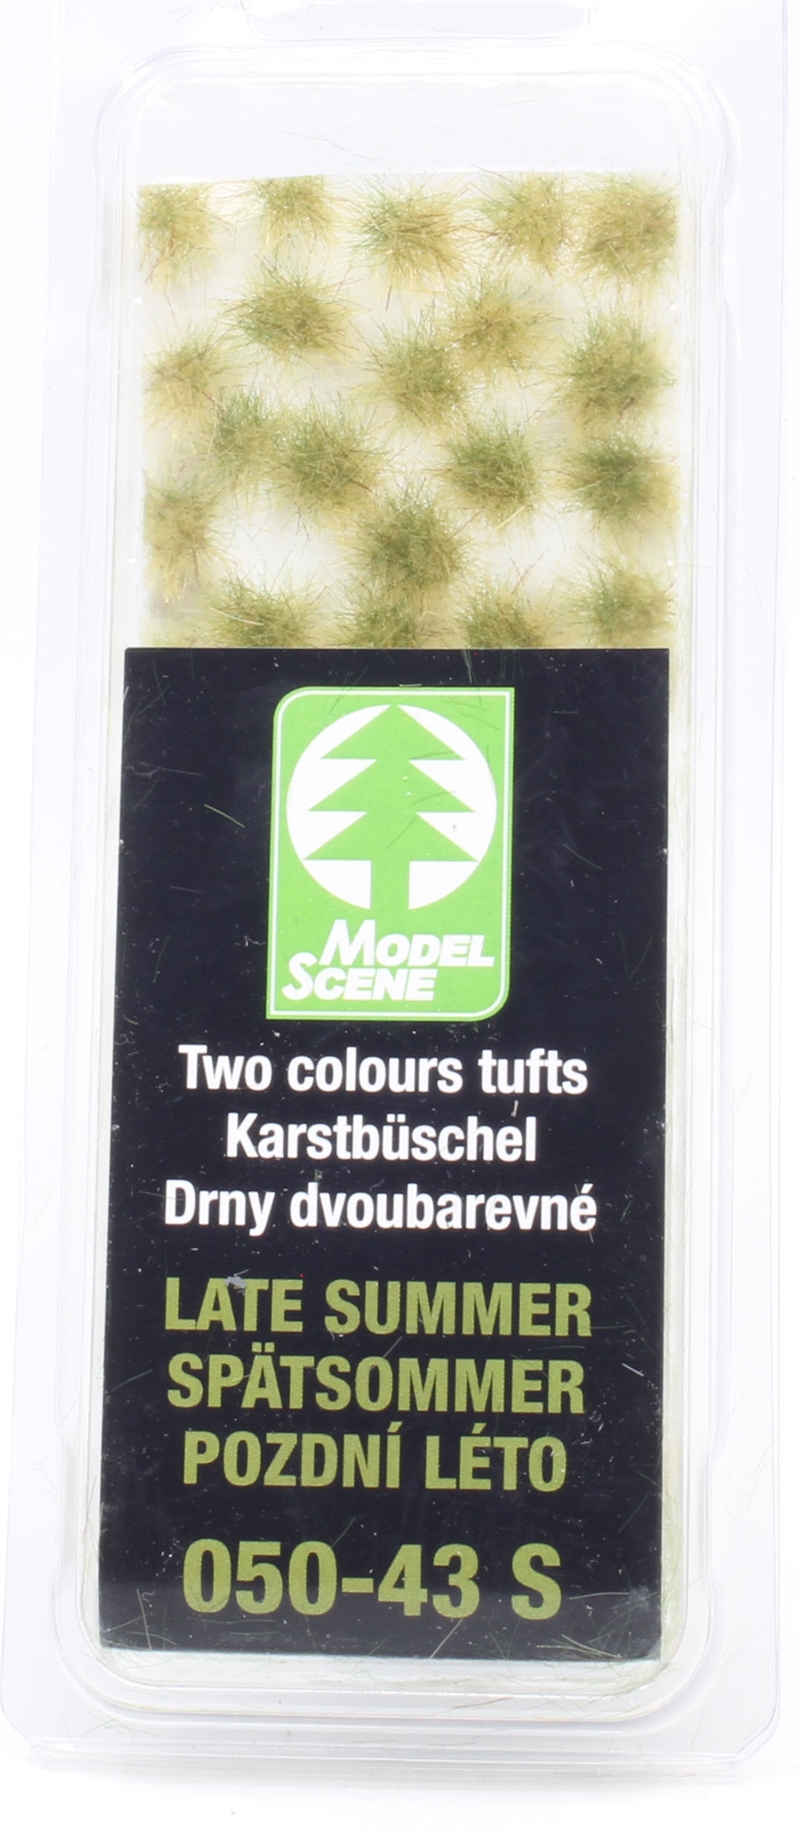 MODEL
SCENE
Two colours tufts
Karstbüschel
Drny dvoubarevné
LATE SUMMER
SPÄTSOMMER
POZDNÍ LÉTO
050-43 S